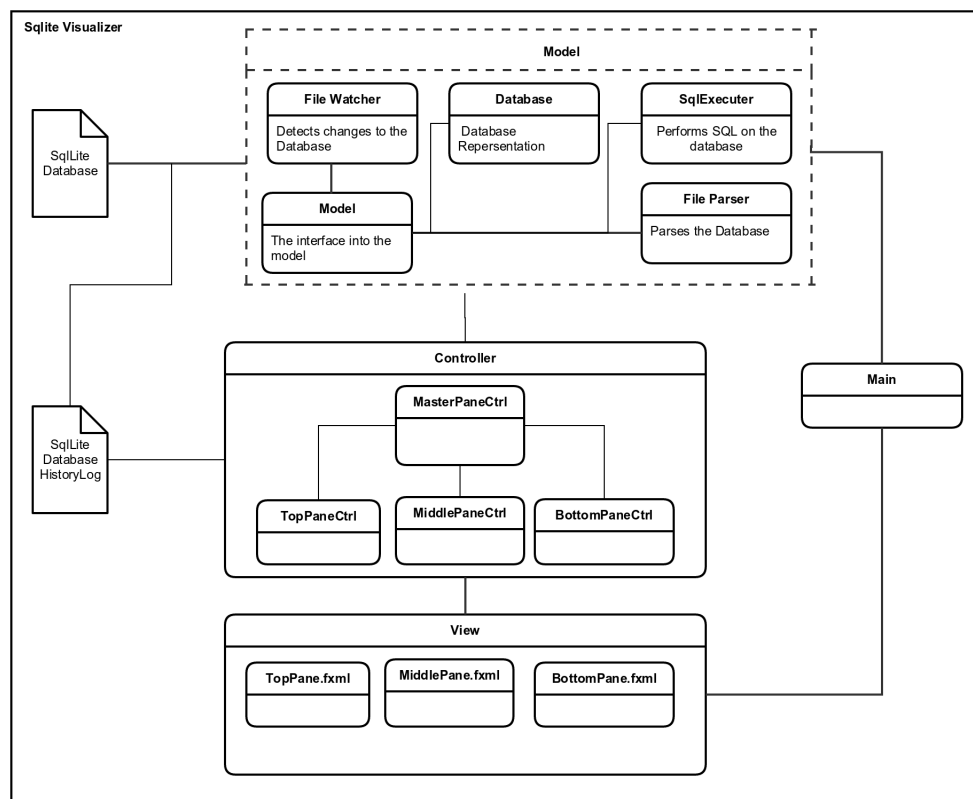 Sqlite Visualizer
Model
File Watcher
Detects changes to the
Database
Database
Database
Repersentation
SqlExecuter
Performs SQL on the
database
SqlLite
Database
Model
The interface into the
model
File Parser
Parses the Database
Controller
MasterPaneCtrl
Main
SqlLite
Database
HistoryLog
TopPaneCtrl
MiddlePaneCtrl
BottomPaneCtrl
View
TopPane.fxml
MiddlePane.fxml
BottomPane.fxml